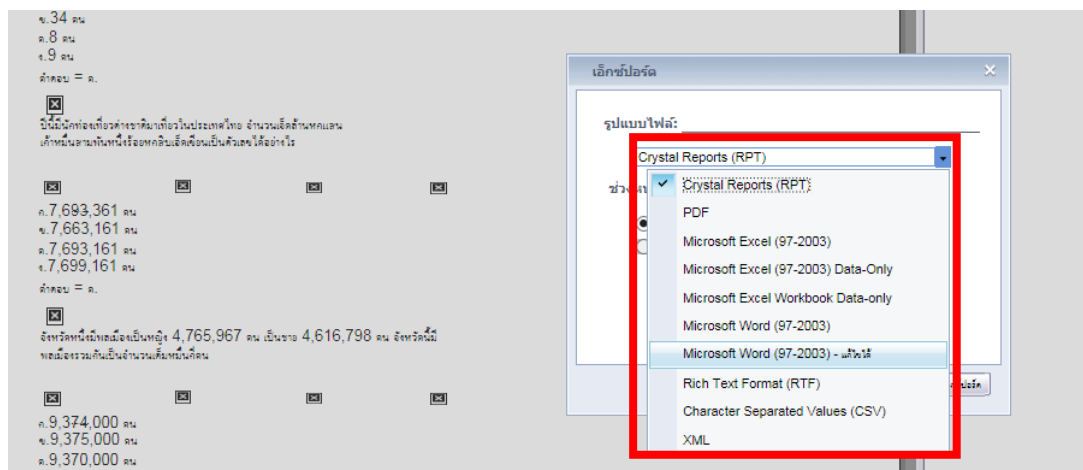 ข.34 คน
ค.8 คน
ง.9 คน
คำตอบ = ค.
ปีนี้มีนักท่องเที่ยวต่างชาติมาเที่ยวในประเทศไทย จำนวนเจ็ดล้านหกแสน
เก้าหมื่นสามพันหนึ่งร้อยหกสิบเอ็ดเขียนเป็นตัวเลขได้อย่างไร
ก.7,693,361 คน
ข.7,663,161 คน
ค.7,693,161 คน
ง.7,699,161 คน
คำตอบ = ค.
จังหวัดหนึ่งมีพลเมืองเป็นหญิง 4,765,967 คน เป็นชาย 4,616,798 คน จังหวัดนี้มี
พลเมืองรวมกันเป็นจำนวนเต็มหมื่นกี่คน
ก.9,374,000 คน
ข.9,375,000 คน
ค.9,370,000 คน
เอ็กซ์ปอร์ต
รูปแบบไฟล์:
Crystal Reports (RPT)
Crystal Reports (RPT)
PDF
Microsoft Excel (97-2003)
Microsoft Excel (97-2003) Data-Only
Microsoft Excel Workbook Data-only
Microsoft Word (97-2003)
Microsoft Word (97-2003) - แก้ไขได้
Rich Text Format (RTF)
Character Separated Values (CSV)
XML